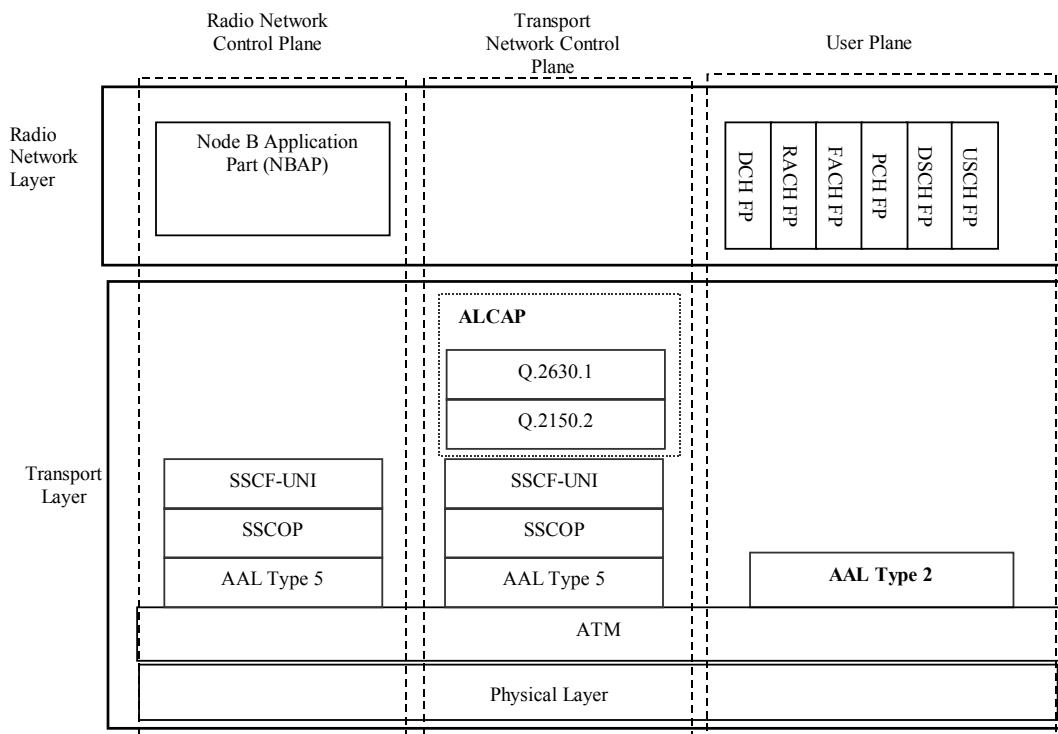 Radio Network
Control Plane
Transport
Network Control
Plane
User Plane
Radio
Network
Layer
Node B Application
Part (NBAP)
DCH FP
RACH FP
FACH FP
PCH FP
DSCH FP
USCH FP
ALCAP
Q.2630.1
Q.2150.2
Transport
Layer
SSCF-UNI
SSCOP
AAL Type 5
SSCF-UNI
SSCOP
AAL Type 5
AAL Type 2
ATM
Physical Layer